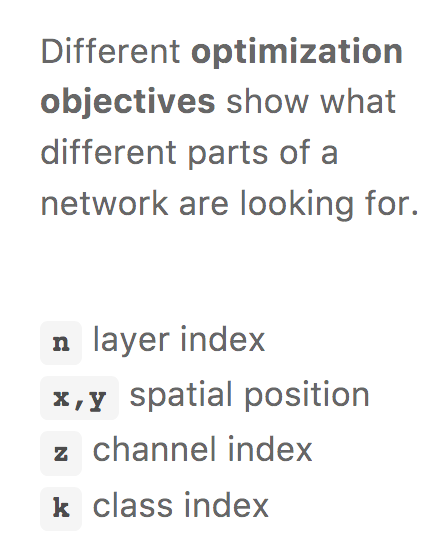 Different optimization
objectives show what
different parts of a
network are looking for.
n layer index
x,y spatial position
z channel index
k class index